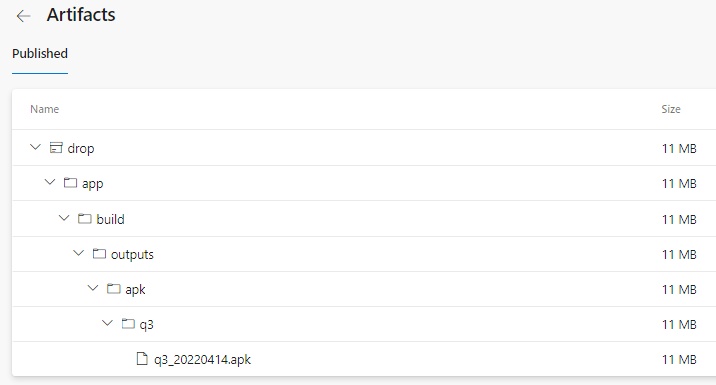 Artifacts
Published
Name Size
drop 11 MB
app 11 MB
build 11 MB
outputs 11 MB
apk 11 MB
q3 11 MB
q3_20220414.apk 11 MB